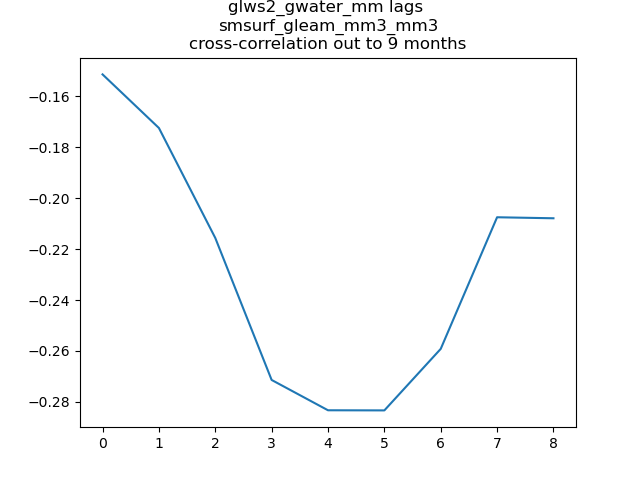 glws2_gwater_mm lags
smsurf_gleam_mm3_mm3
cross-correlation out to 9 months
−0.16
−0.18
−0.20
−0.22
−0.24
−0.26
−0.28
0 1 2 3 4 5 6 7 8